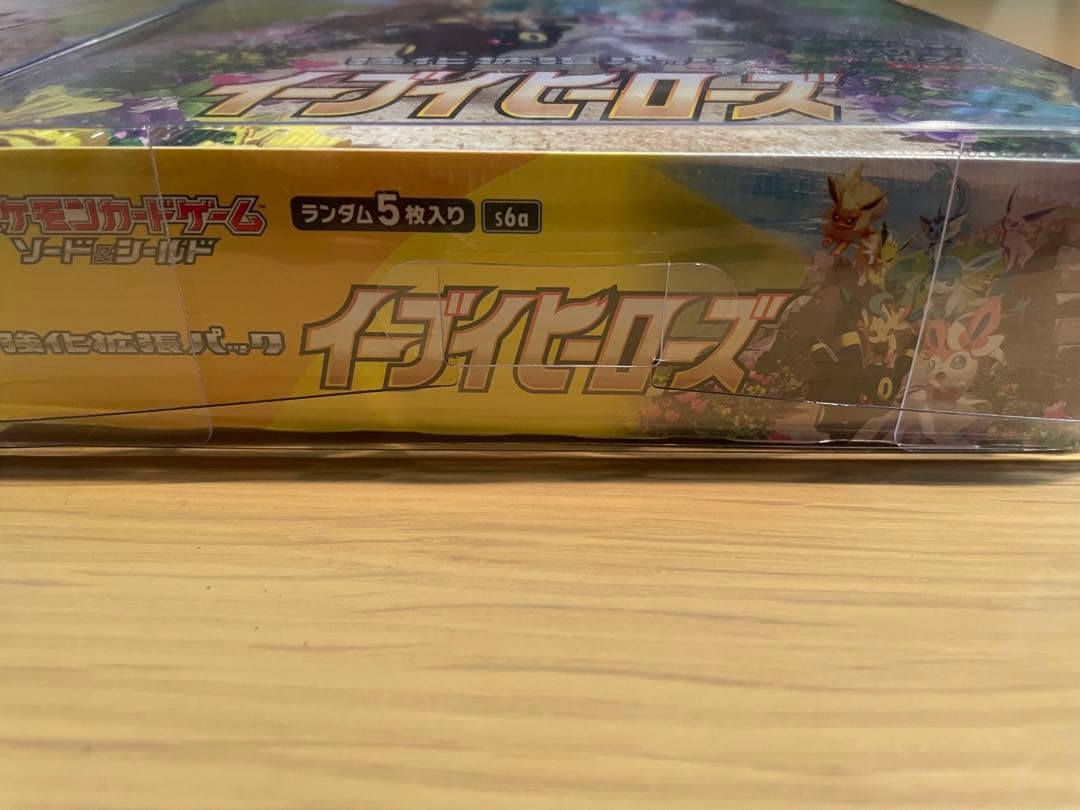 イーブイヒーローズ
ポケモンカードゲーム
ソード&シールド
ランダム5枚入り
s6a
強化拡張パック
イーブイヒーローズ